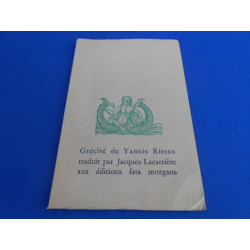 Grécité de Yannis Ritsos
traduit par Jacques Lacarrière
aux éditions fata morgana